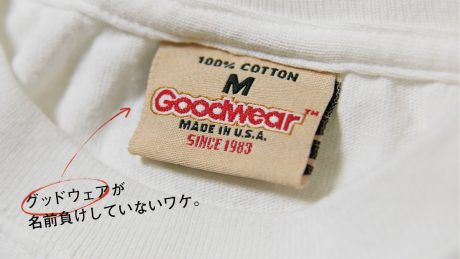 100% COTTON
M
Goodwear™
MADE IN U.S.A.
SINCE 1983
グッドウェアが
名前負けしていないワケ。